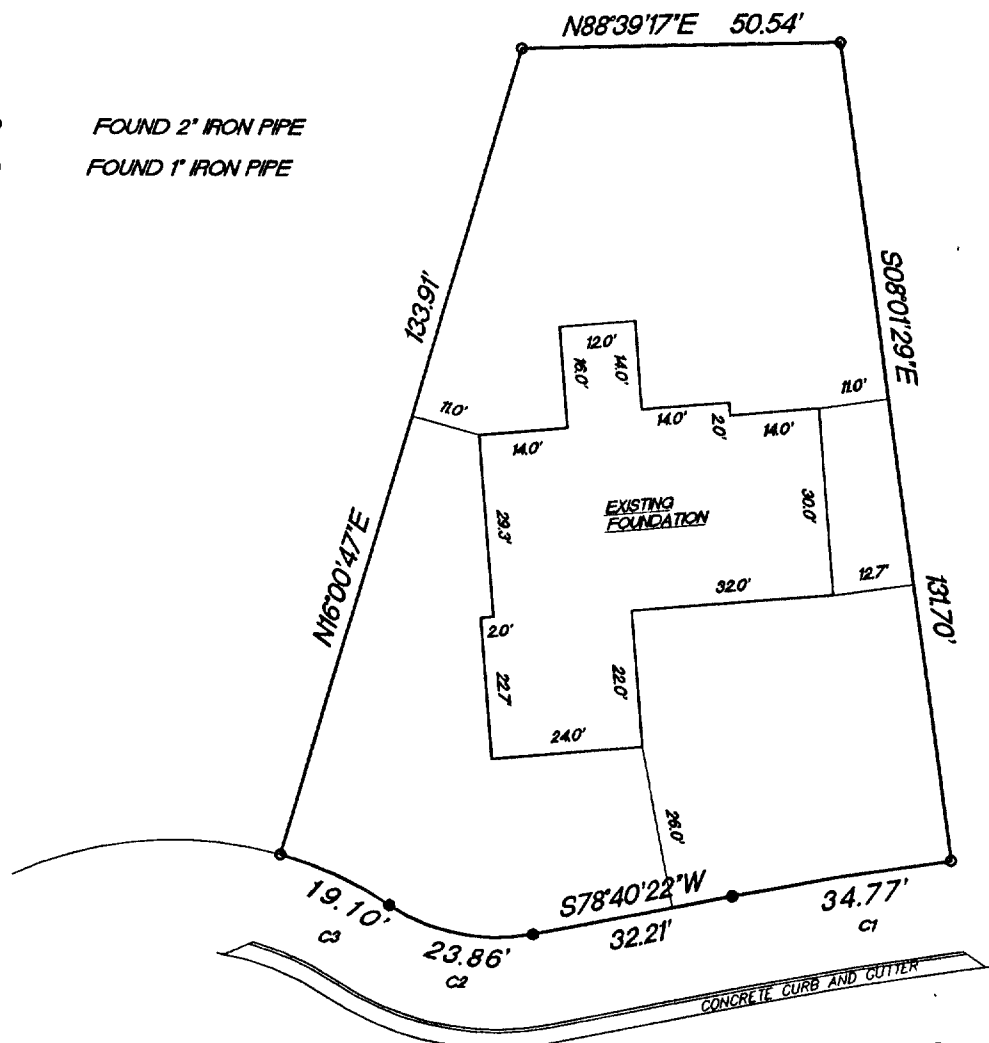 N88°39'17"E 50.54'
FOUND 2" IRON PIPE
FOUND 1" IRON PIPE
133.91'
S08°01'29"E
12.0'
16.0'
14.0'
11.0'
11.0'
14.0'
2.0'
14.0'
14.0'
EXISTING
FOUNDATION
29.3'
30.0'
N16°00'47"E
12.7'
32.0'
131.70'
2.0'
22.7'
22.0'
24.0'
26.0'
S78°40'22"W
32.21'
34.77'
C1
19.10'
C3
23.86'
C2
CONCRETE CURB AND GUTTER